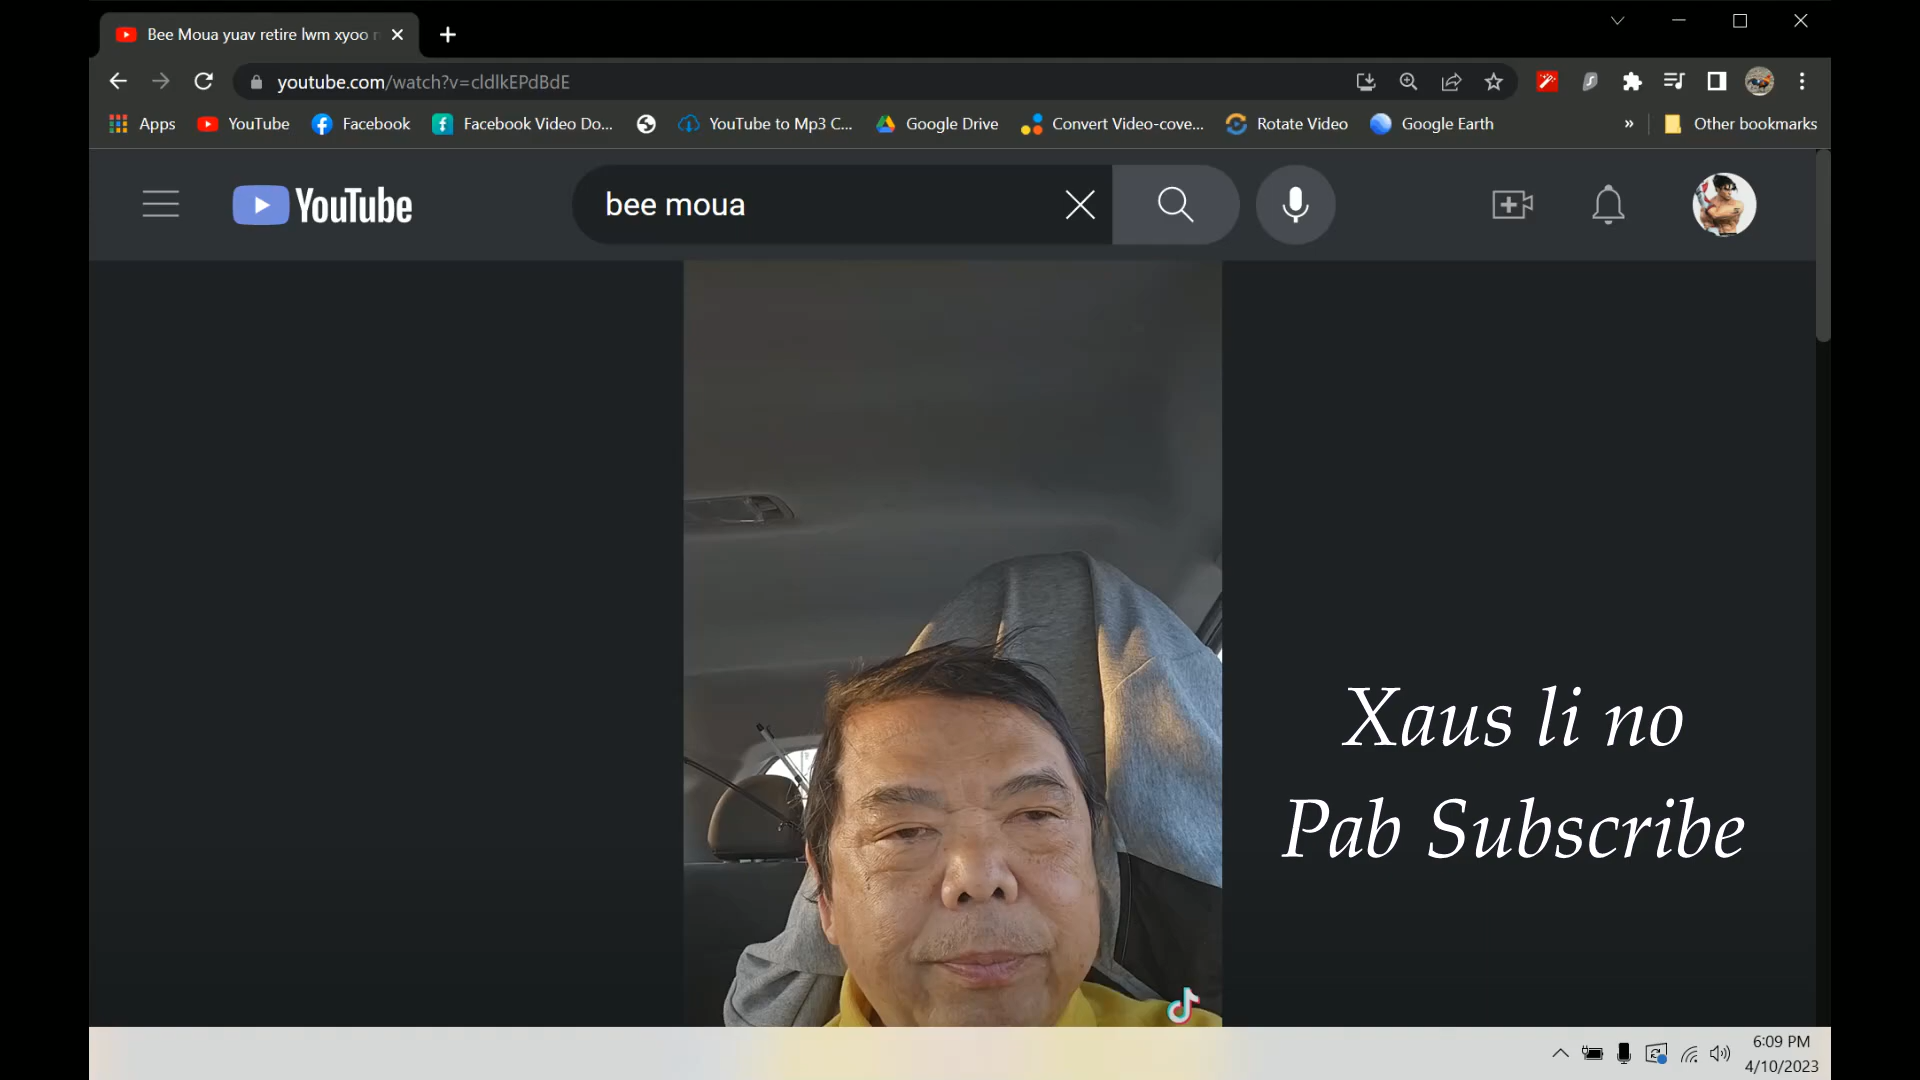 Bee Moua yuav retire lwm xyoo
youtube.com/watch?v=cldlkEPdBdE
Apps YouTube Facebook Facebook Video Do... YouTube to Mp3 C... Google Drive Convert Video-cove... Rotate Video Google Earth » Other bookmarks
YouTube bee moua
Xaus li no
Pab Subscribe
6:09 PM
4/10/2023